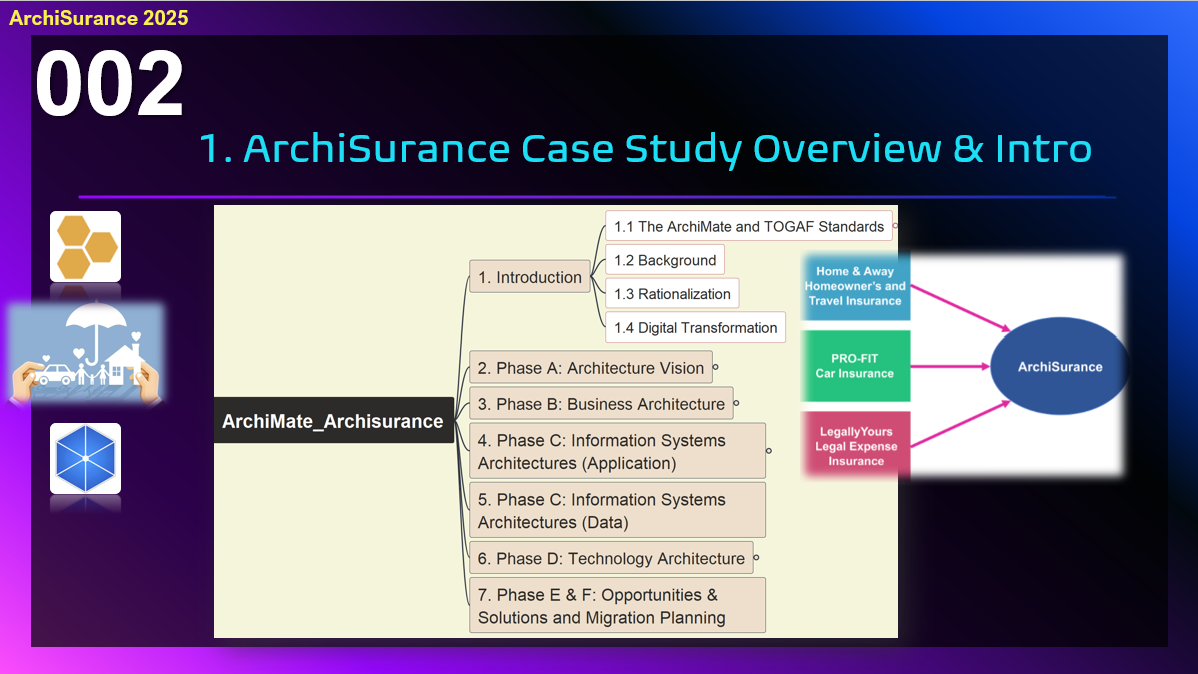 ArchiSurance 2025
002
1. ArchiSurance Case Study Overview & Intro
ArchiMate_Archisurance
1. Introduction
1.1 The ArchiMate and TOGAF Standards
1.2 Background
1.3 Rationalization
1.4 Digital Transformation
2. Phase A: Architecture Vision
3. Phase B: Business Architecture
4. Phase C: Information Systems
Architectures (Application)
5. Phase C: Information Systems
Architectures (Data)
6. Phase D: Technology Architecture
7. Phase E & F: Opportunities &
Solutions and Migration Planning
Home & Away
Homeowner's and
Travel Insurance
PRO-FIT
Car Insurance
LegallyYours
Legal Expense
Insurance
ArchiSurance